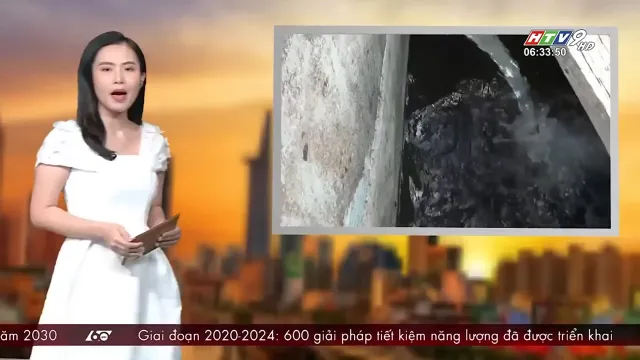 HTV9 HD
06:33:50
ăm 2030 60 Giai đoạn 2020-2024: 600 giải pháp tiết kiệm năng lượng đã được triển khai